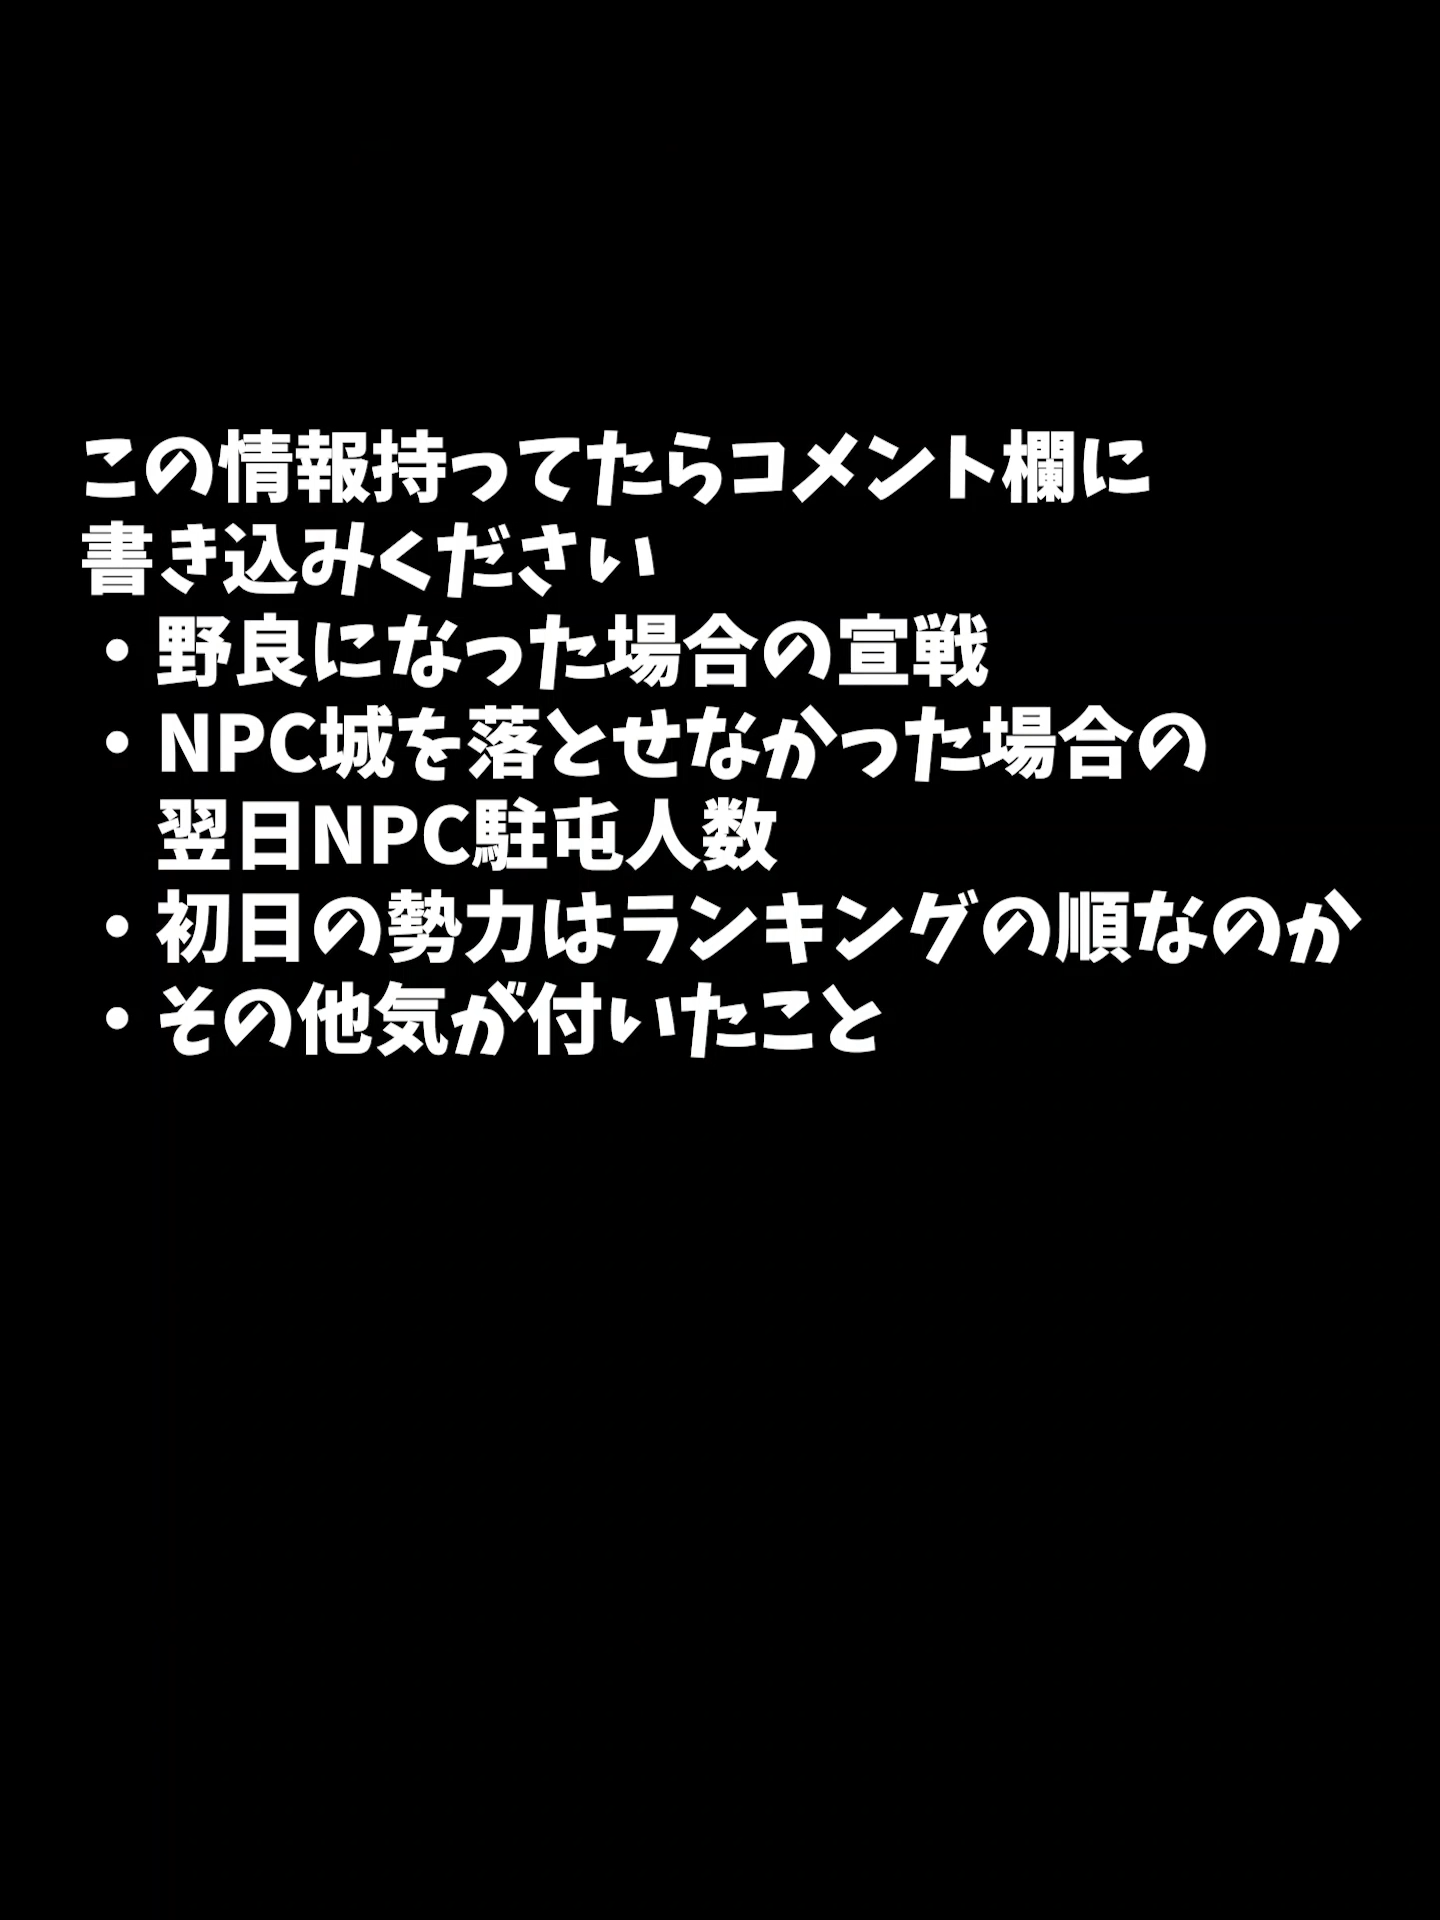 この情報持ってたらコメント欄に
書き込みください
・野良になった場合の宣戦
・NPC城を落とせなかった場合の
翌日NPC駐屯人数
・初日の勢力はランキングの順なのか
・その他気が付いたこと